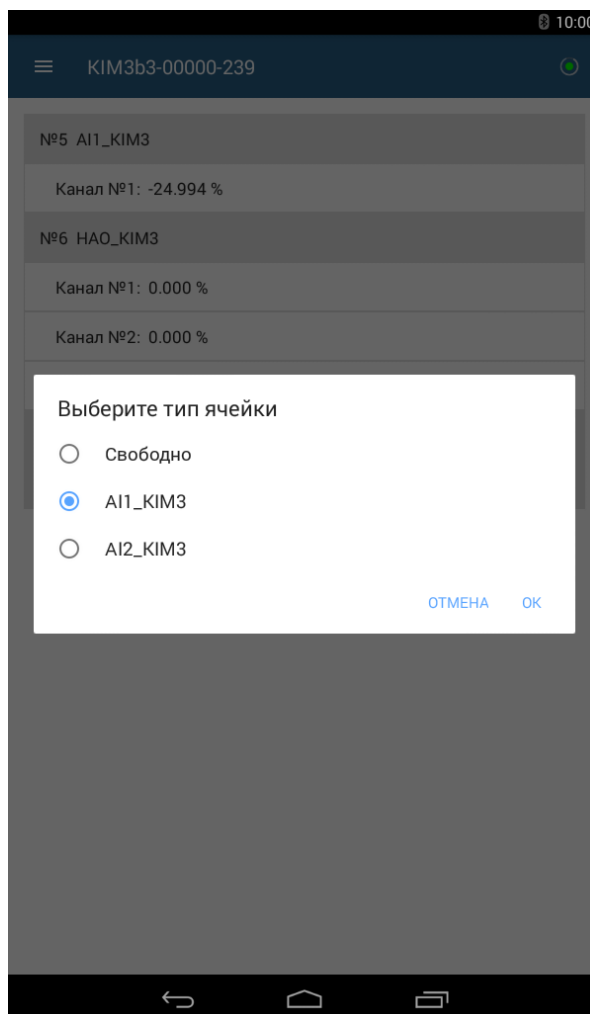 10:00
KIM3b3-00000-239
№5 AI1_KIM3
Канал №1: -24.994 %
№6 HAO_KIM3
Канал №1: 0.000 %
Канал №2: 0.000 %
Выберите тип ячейки
Свободно
AI1_KIM3
AI2_KIM3
ОТМЕНА ОК